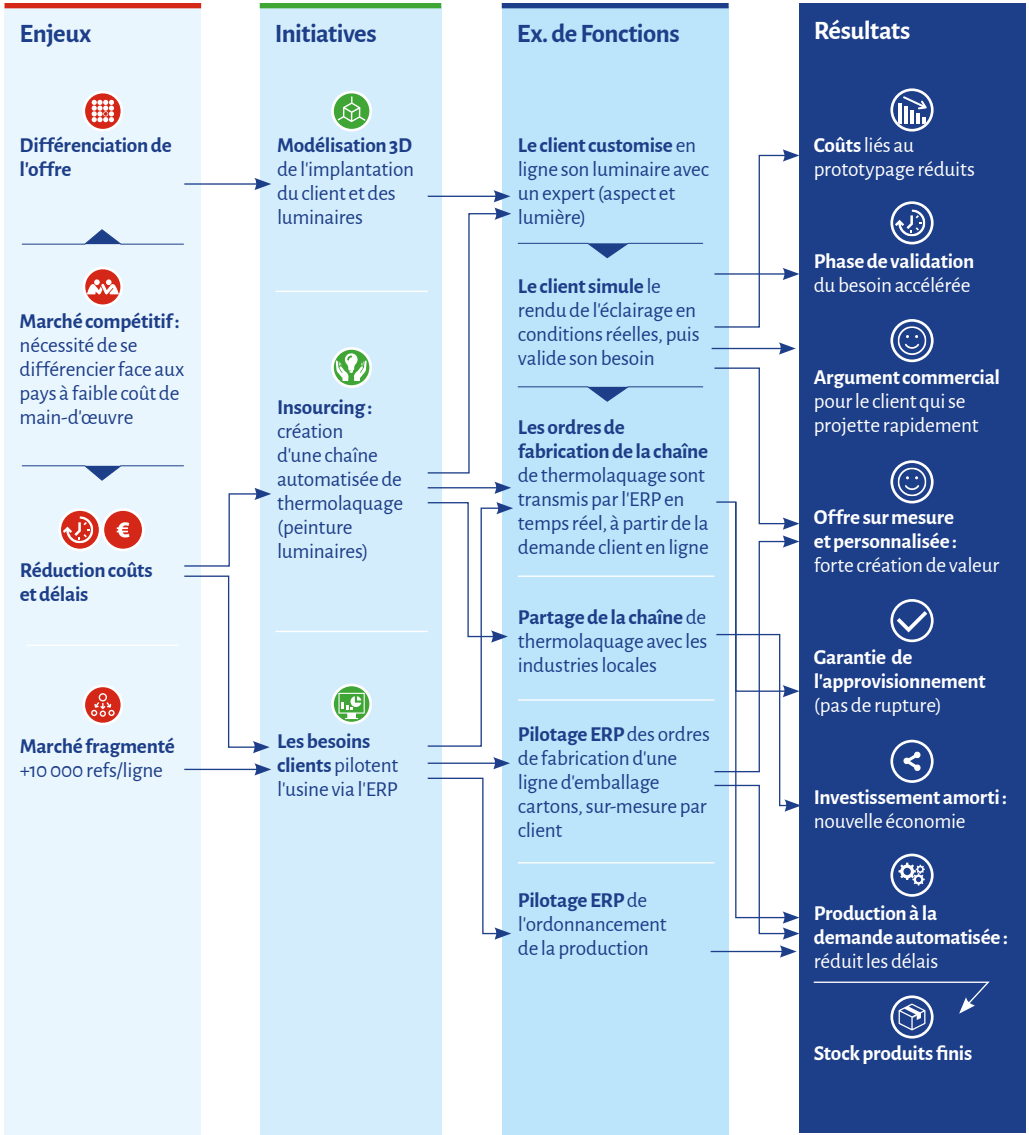 Enjeux
Différenciation de
l'offre
Marché compétitif :
nécessité de se
différencier face aux
pays à faible coût de
main-d'œuvre
€
Réduction coûts
et délais
Marché fragmenté
+10 000 refs/ligne
Initiatives
Modélisation 3D
de l'implantation
du client et des
luminaires
Insourcing :
création
d'une chaîne
automatisée de
thermolaquage
(peinture
luminaires)
Les besoins
clients pilotent
l'usine via l'ERP
Ex. de Fonctions
Le client customise en
ligne son luminaire avec
un expert (aspect et
lumière)
Le client simule le
rendu de l'éclairage en
conditions réelles, puis
valide son besoin
Les ordres de
fabrication de la chaîne
de thermolaquage sont
transmis par l'ERP en
temps réel, à partir de la
demande client en ligne
Partage de la chaîne de
thermolaquage avec les
industries locales
Pilotage ERP des ordres
de fabrication d'une
ligne d'emballage
cartons, sur-mesure par
client
Pilotage ERP de
l'ordonnancement
de la production
Résultats
Coûts liés au
prototypage réduits
Phase de validation
du besoin accélérée
Argument commercial
pour le client qui se
projette rapidement
Offre sur mesure
et personnalisée :
forte création de valeur
Garantie de
l'approvisionnement
(pas de rupture)
Investissement amorti :
nouvelle économie
Production à la
demande automatisée :
réduit les délais
Stock produits finis